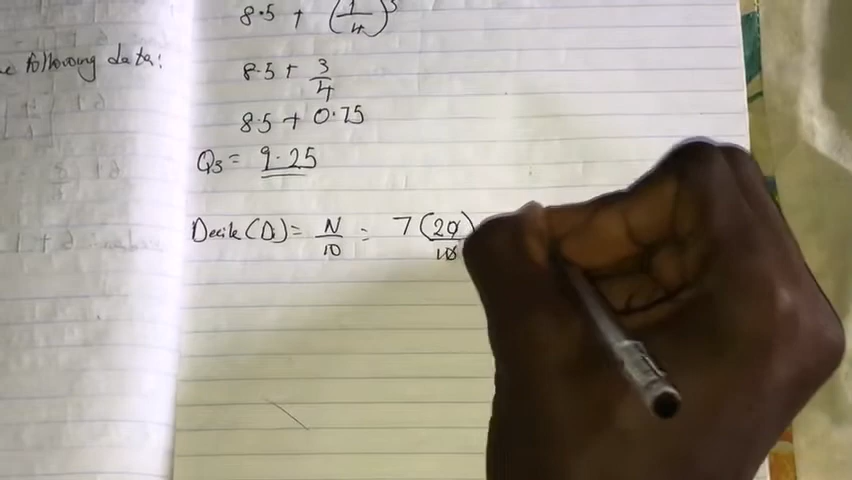 8.5 + (1/4)3
following data:
8.5 + 3/4
8.5 + 0.75
Q3 = 9.25
Decile (D) = N/10 = 7(20)/10